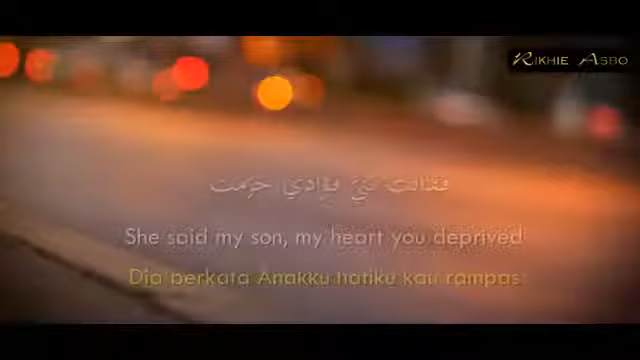 RIKHIE ASBO
فقالت بني فؤادي حرمت
She said my son, my heart you deprived
Dia berkata Anakku hatiku kau rampas